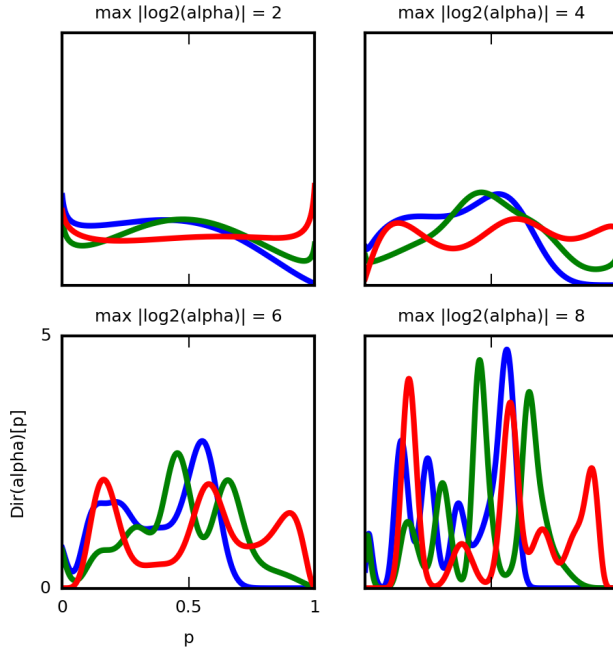 max |log2(alpha)| = 2
max |log2(alpha)| = 4
max |log2(alpha)| = 6
max |log2(alpha)| = 8
5
Dir(alpha)[p]
0
0
0.5
1
p